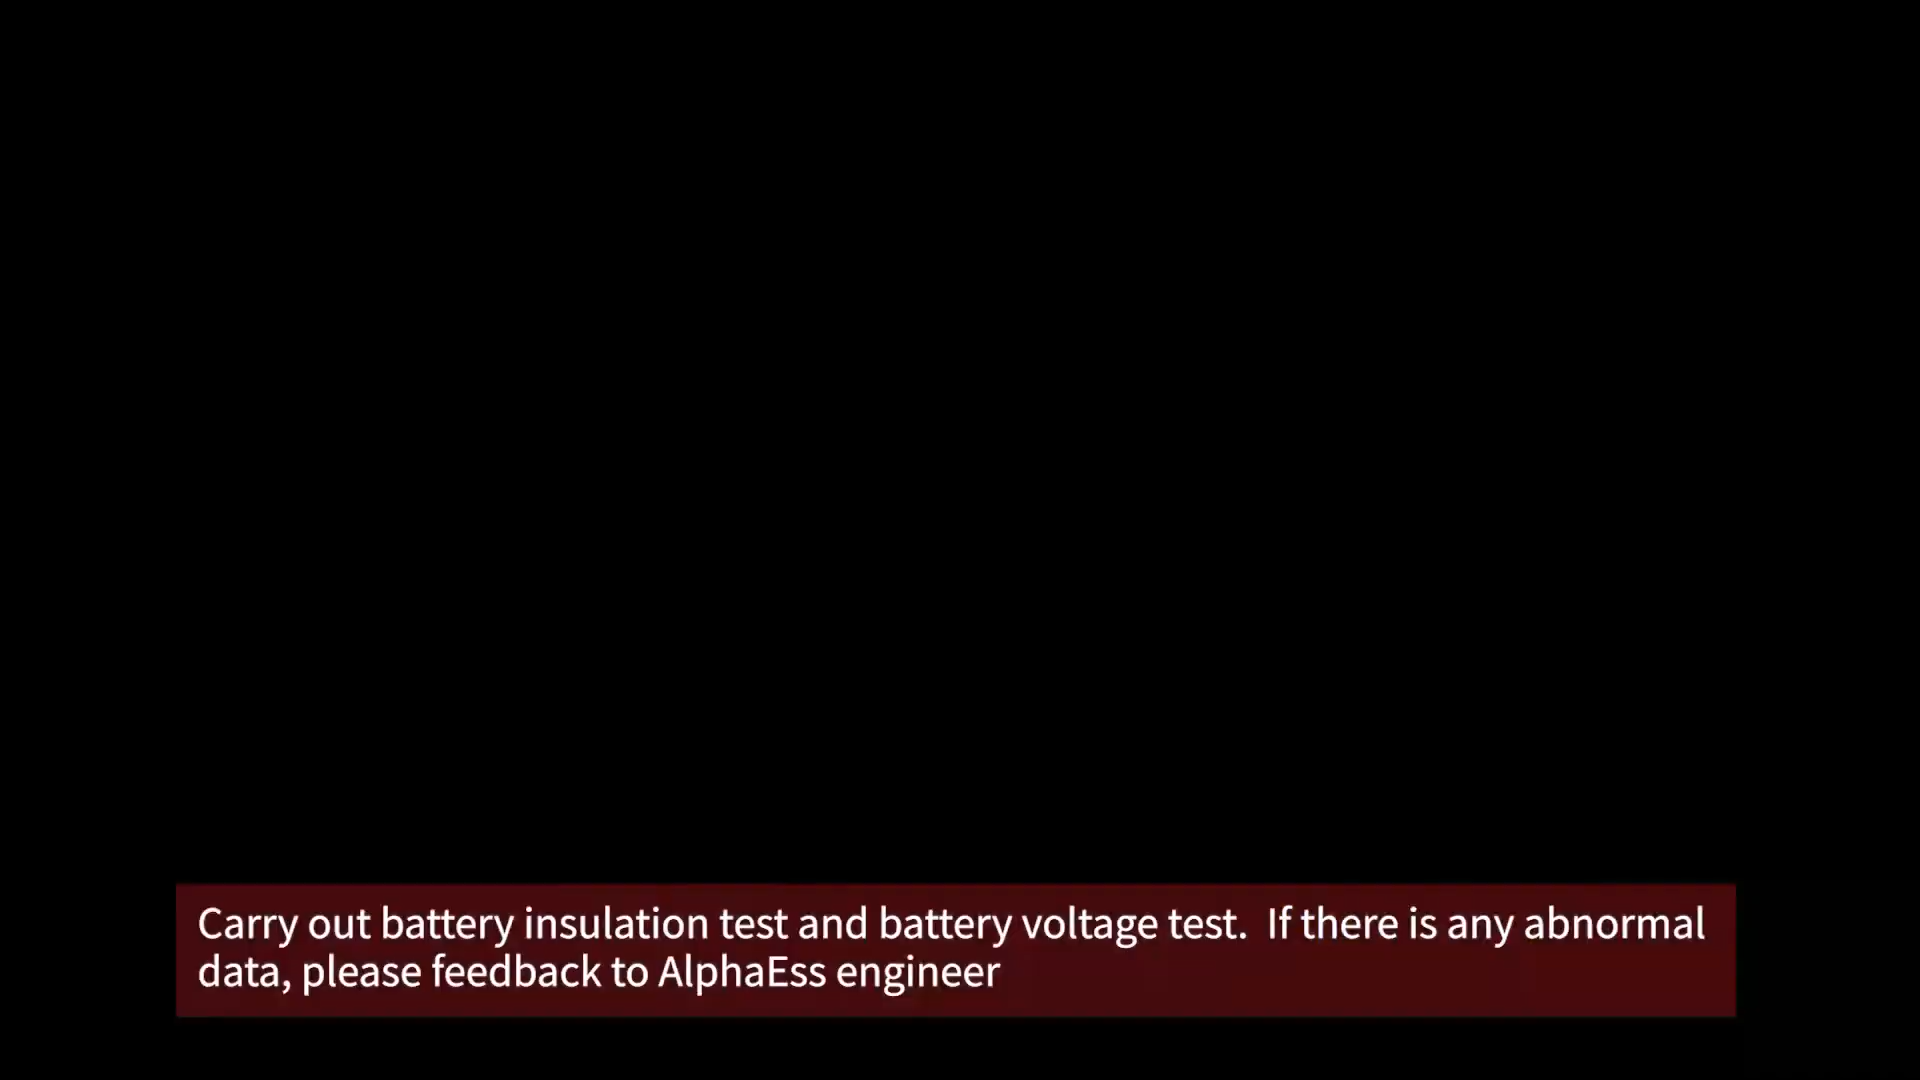 Carry out battery insulation test and battery voltage test.  If there is any abnormal
data, please feedback to AlphaEss engineer